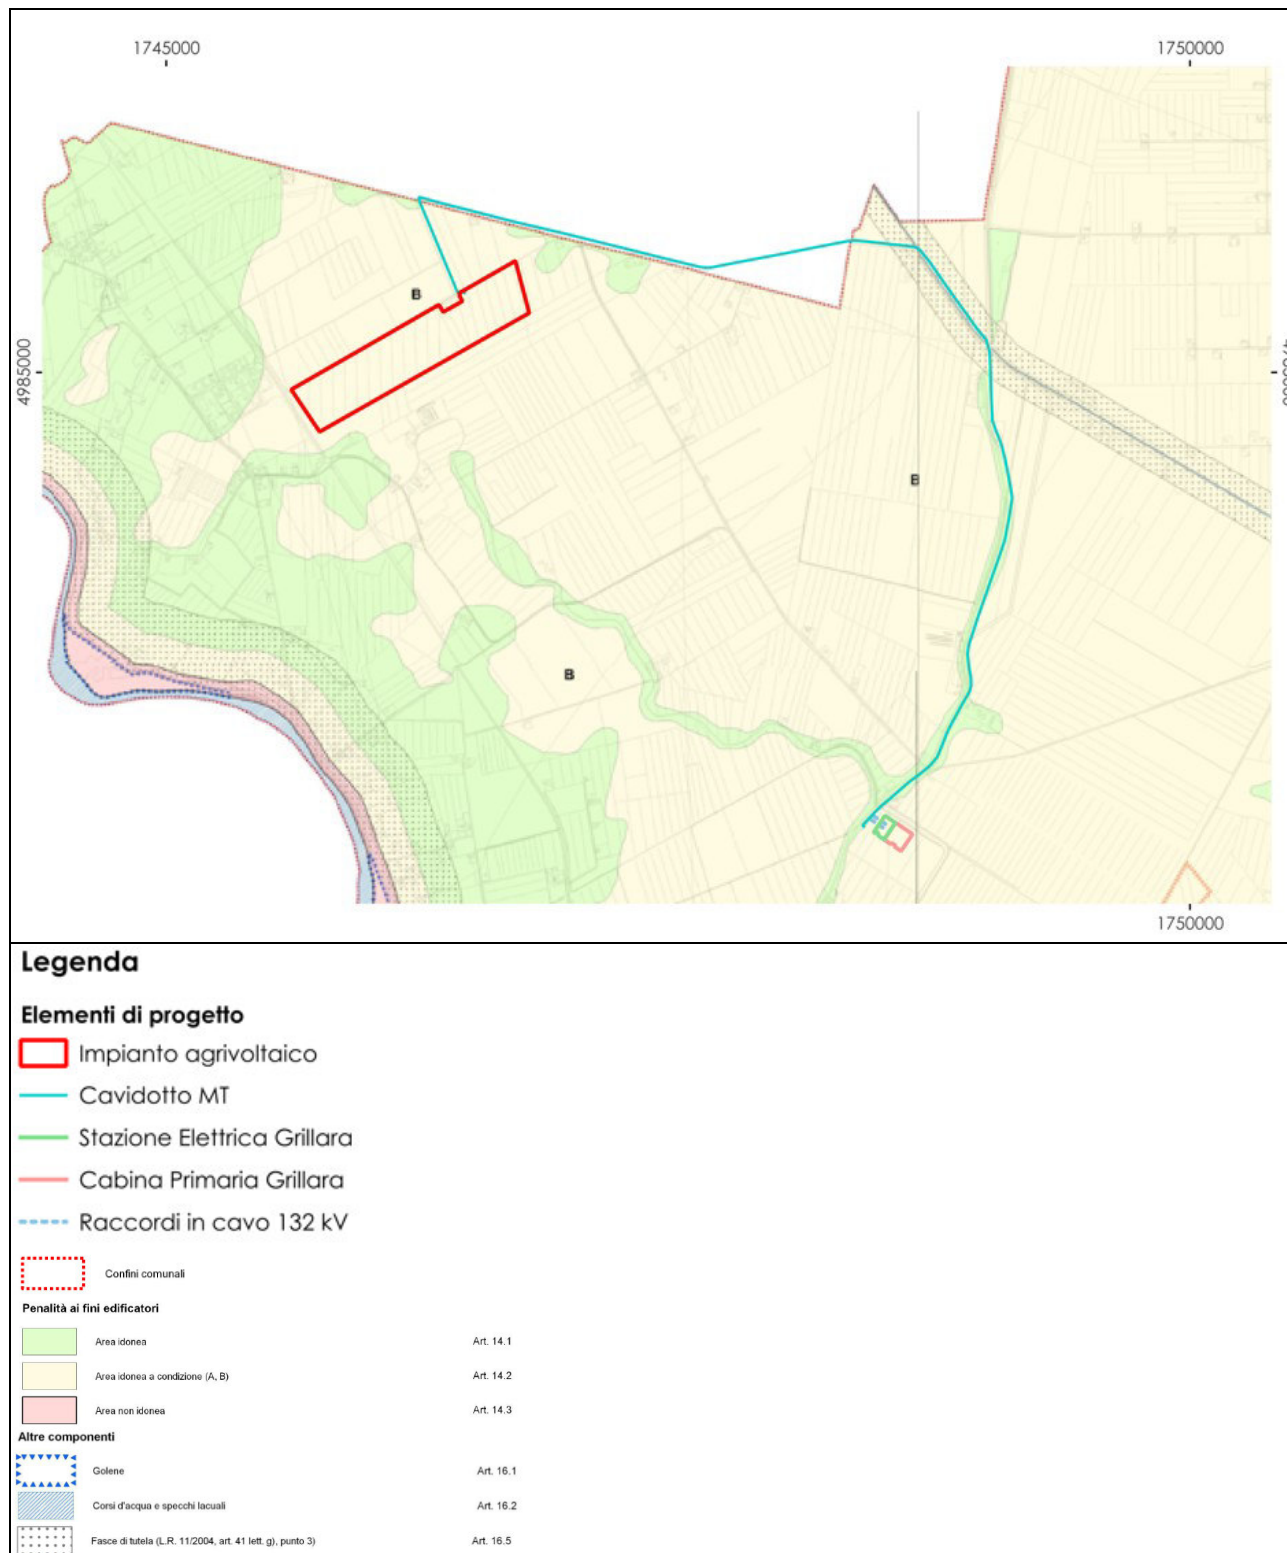 1745000
1750000
4985000
B
B
B
1750000
Legenda
Elementi di progetto
Impianto agrivoltaico
Cavidotto MT
Stazione Elettrica Grillara
Cabina Primaria Grillara
Raccordi in cavo 132 kV
Confini comunali
Penalità ai fini edificatori
Area idonea Art. 14.1
Area idonea a condizione (A, B) Art. 14.2
Area non idonea Art. 14.3
Altre componenti
Golene Art. 16.1
Corsi d'acqua e specchi lacuali Art. 16.2
Fasce di tutela (L.R. 11/2004, art. 41 lett. g), punto 3) Art. 16.5